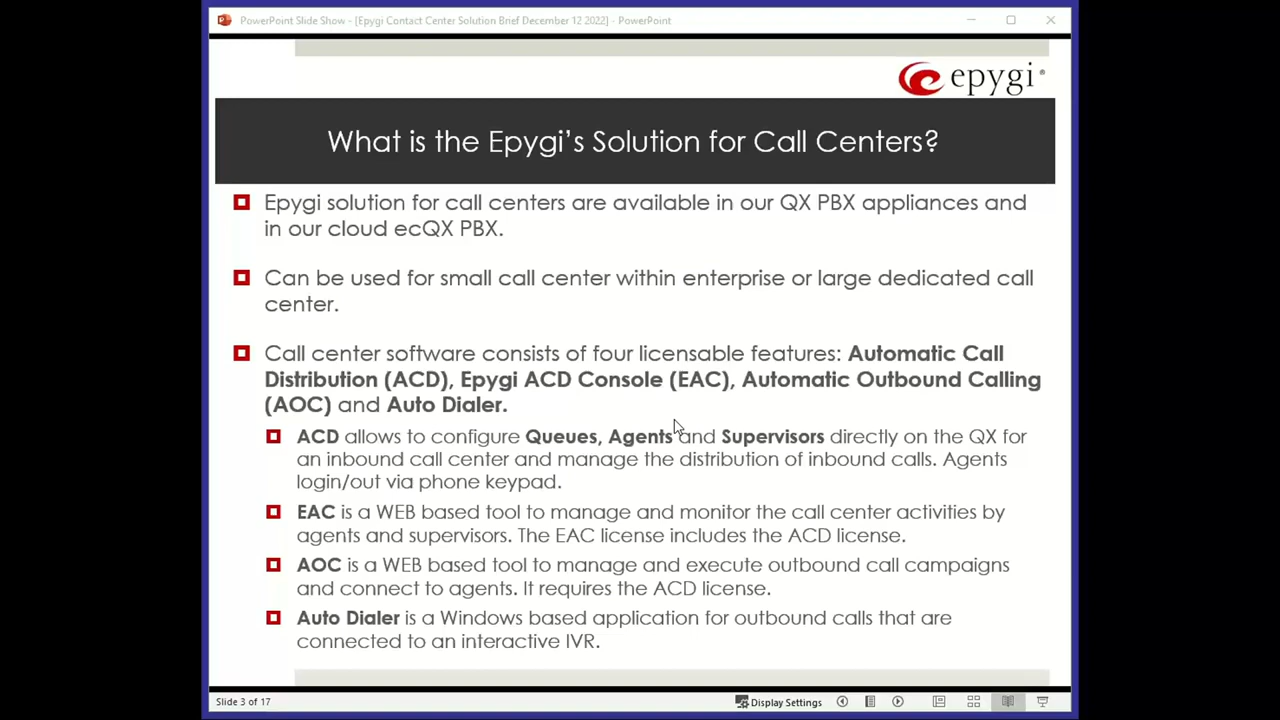 PowerPoint Slide Show - [Epygi Contact Center Solution Brief December 12 2022] - PowerPoint
epygi®
What is the Epygi's Solution for Call Centers?
Epygi solution for call centers are available in our QX PBX appliances and
in our cloud ecQX PBX.
Can be used for small call center within enterprise or large dedicated call
center.
Call center software consists of four licensable features: Automatic Call
Distribution (ACD), Epygi ACD Console (EAC), Automatic Outbound Calling
(AOC) and Auto Dialer.
ACD allows to configure Queues, Agents and Supervisors directly on the QX for
an inbound call center and manage the distribution of inbound calls. Agents
login/out via phone keypad.
EAC is a WEB based tool to manage and monitor the call center activities by
agents and supervisors. The EAC license includes the ACD license.
AOC is a WEB based tool to manage and execute outbound call campaigns
and connect to agents. It requires the ACD license.
Auto Dialer is a Windows based application for outbound calls that are
connected to an interactive IVR.
Slide 3 of 17
Display Settings